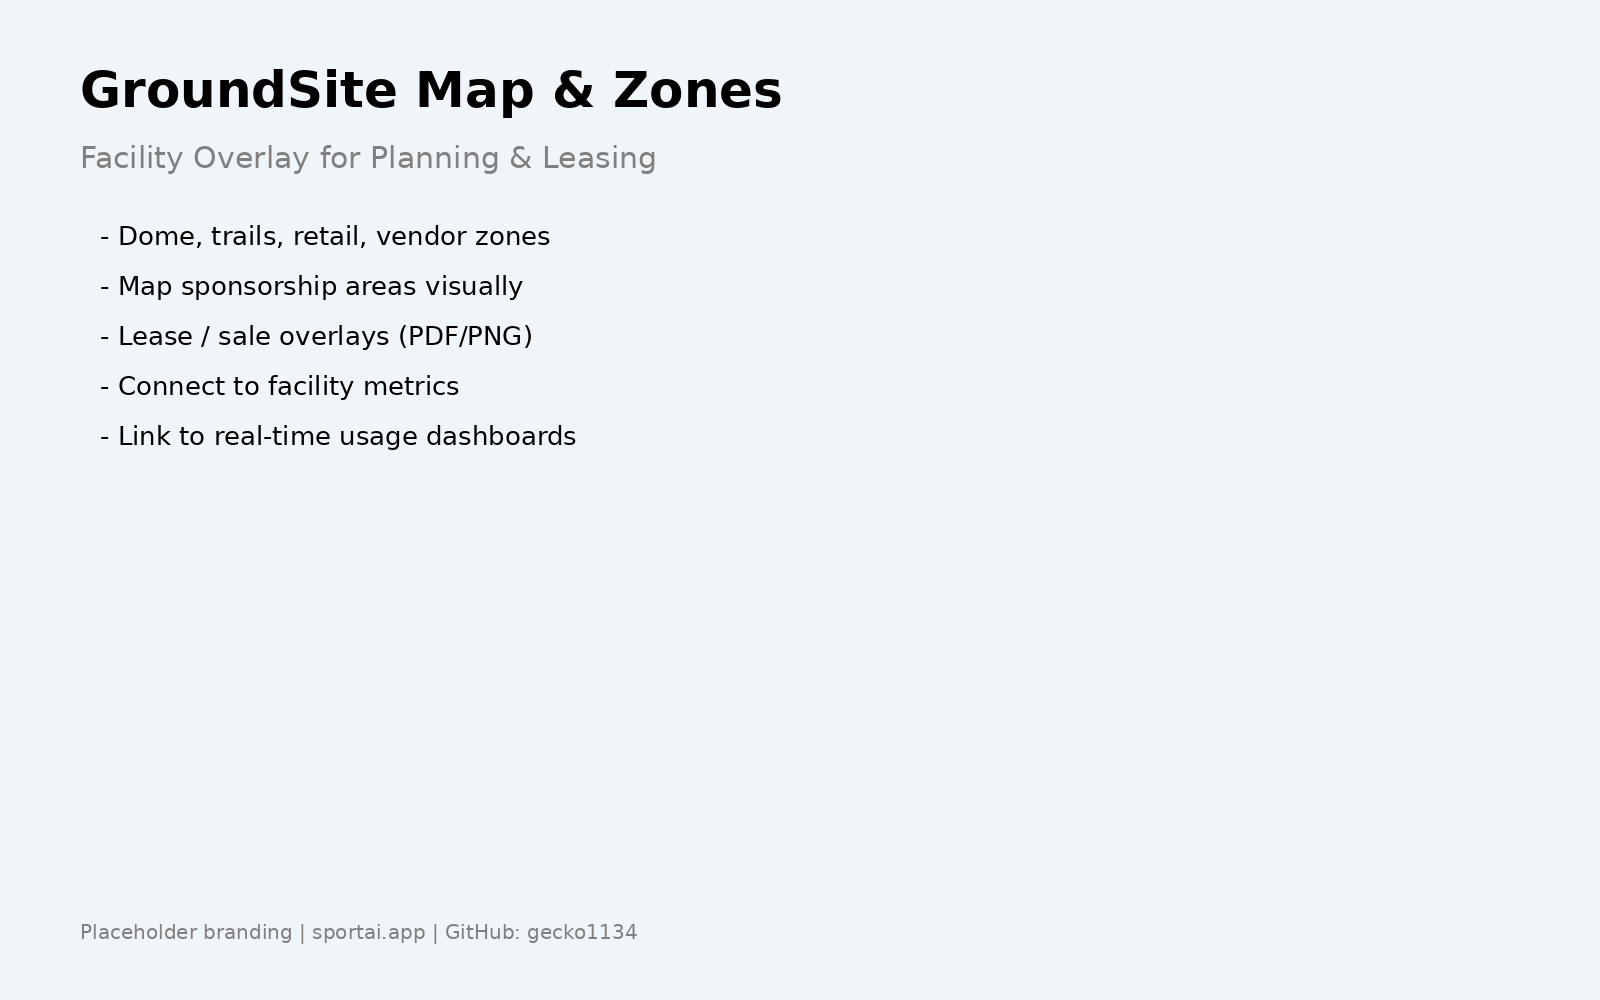 GroundSite Map & Zones
Facility Overlay for Planning & Leasing
- Dome, trails, retail, vendor zones
- Map sponsorship areas visually
- Lease / sale overlays (PDF/PNG)
- Connect to facility metrics
- Link to real-time usage dashboards
Placeholder branding | sportai.app | GitHub: gecko1134